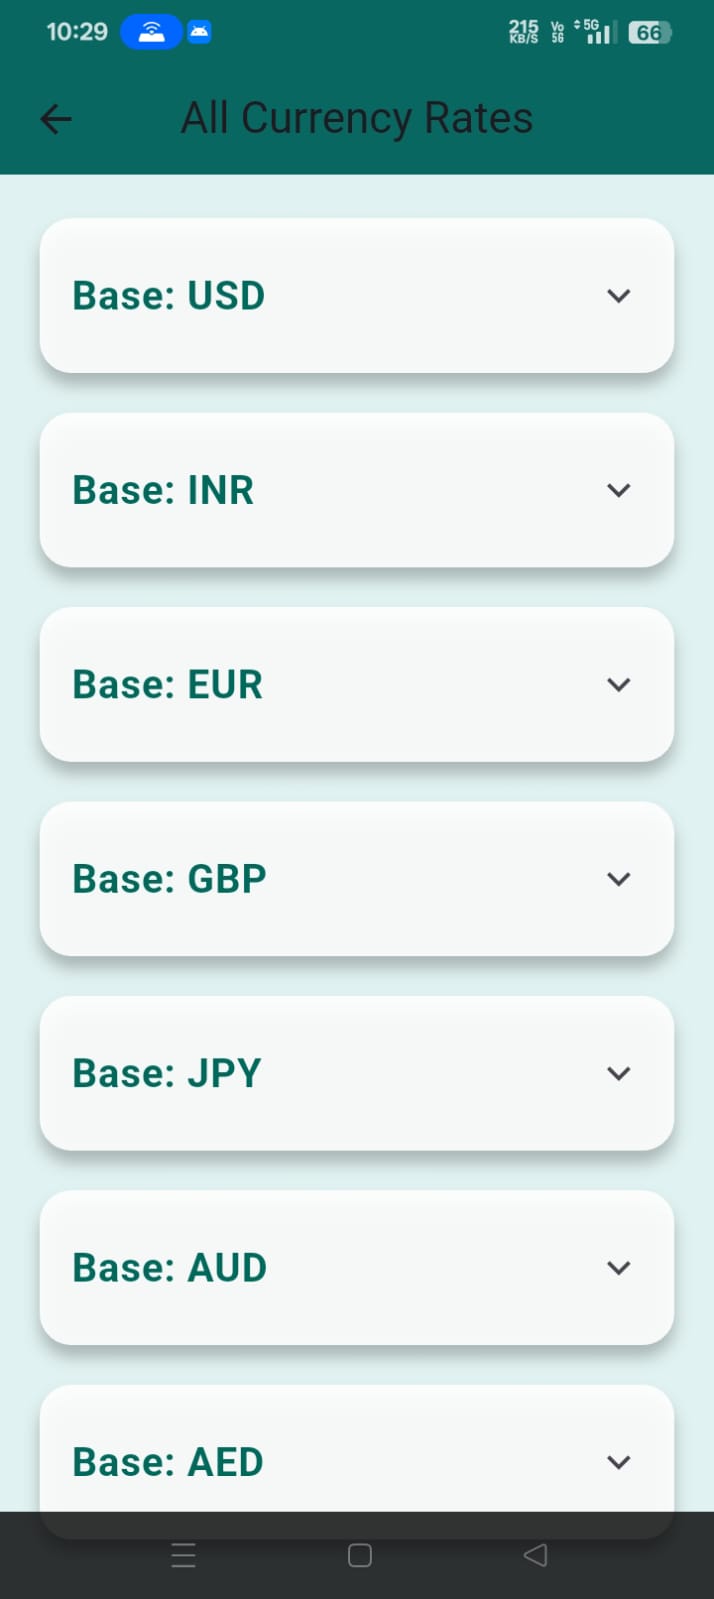 10:29
215 KB/S Vo 5G 5G 66
All Currency Rates
Base: USD
Base: INR
Base: EUR
Base: GBP
Base: JPY
Base: AUD
Base: AED